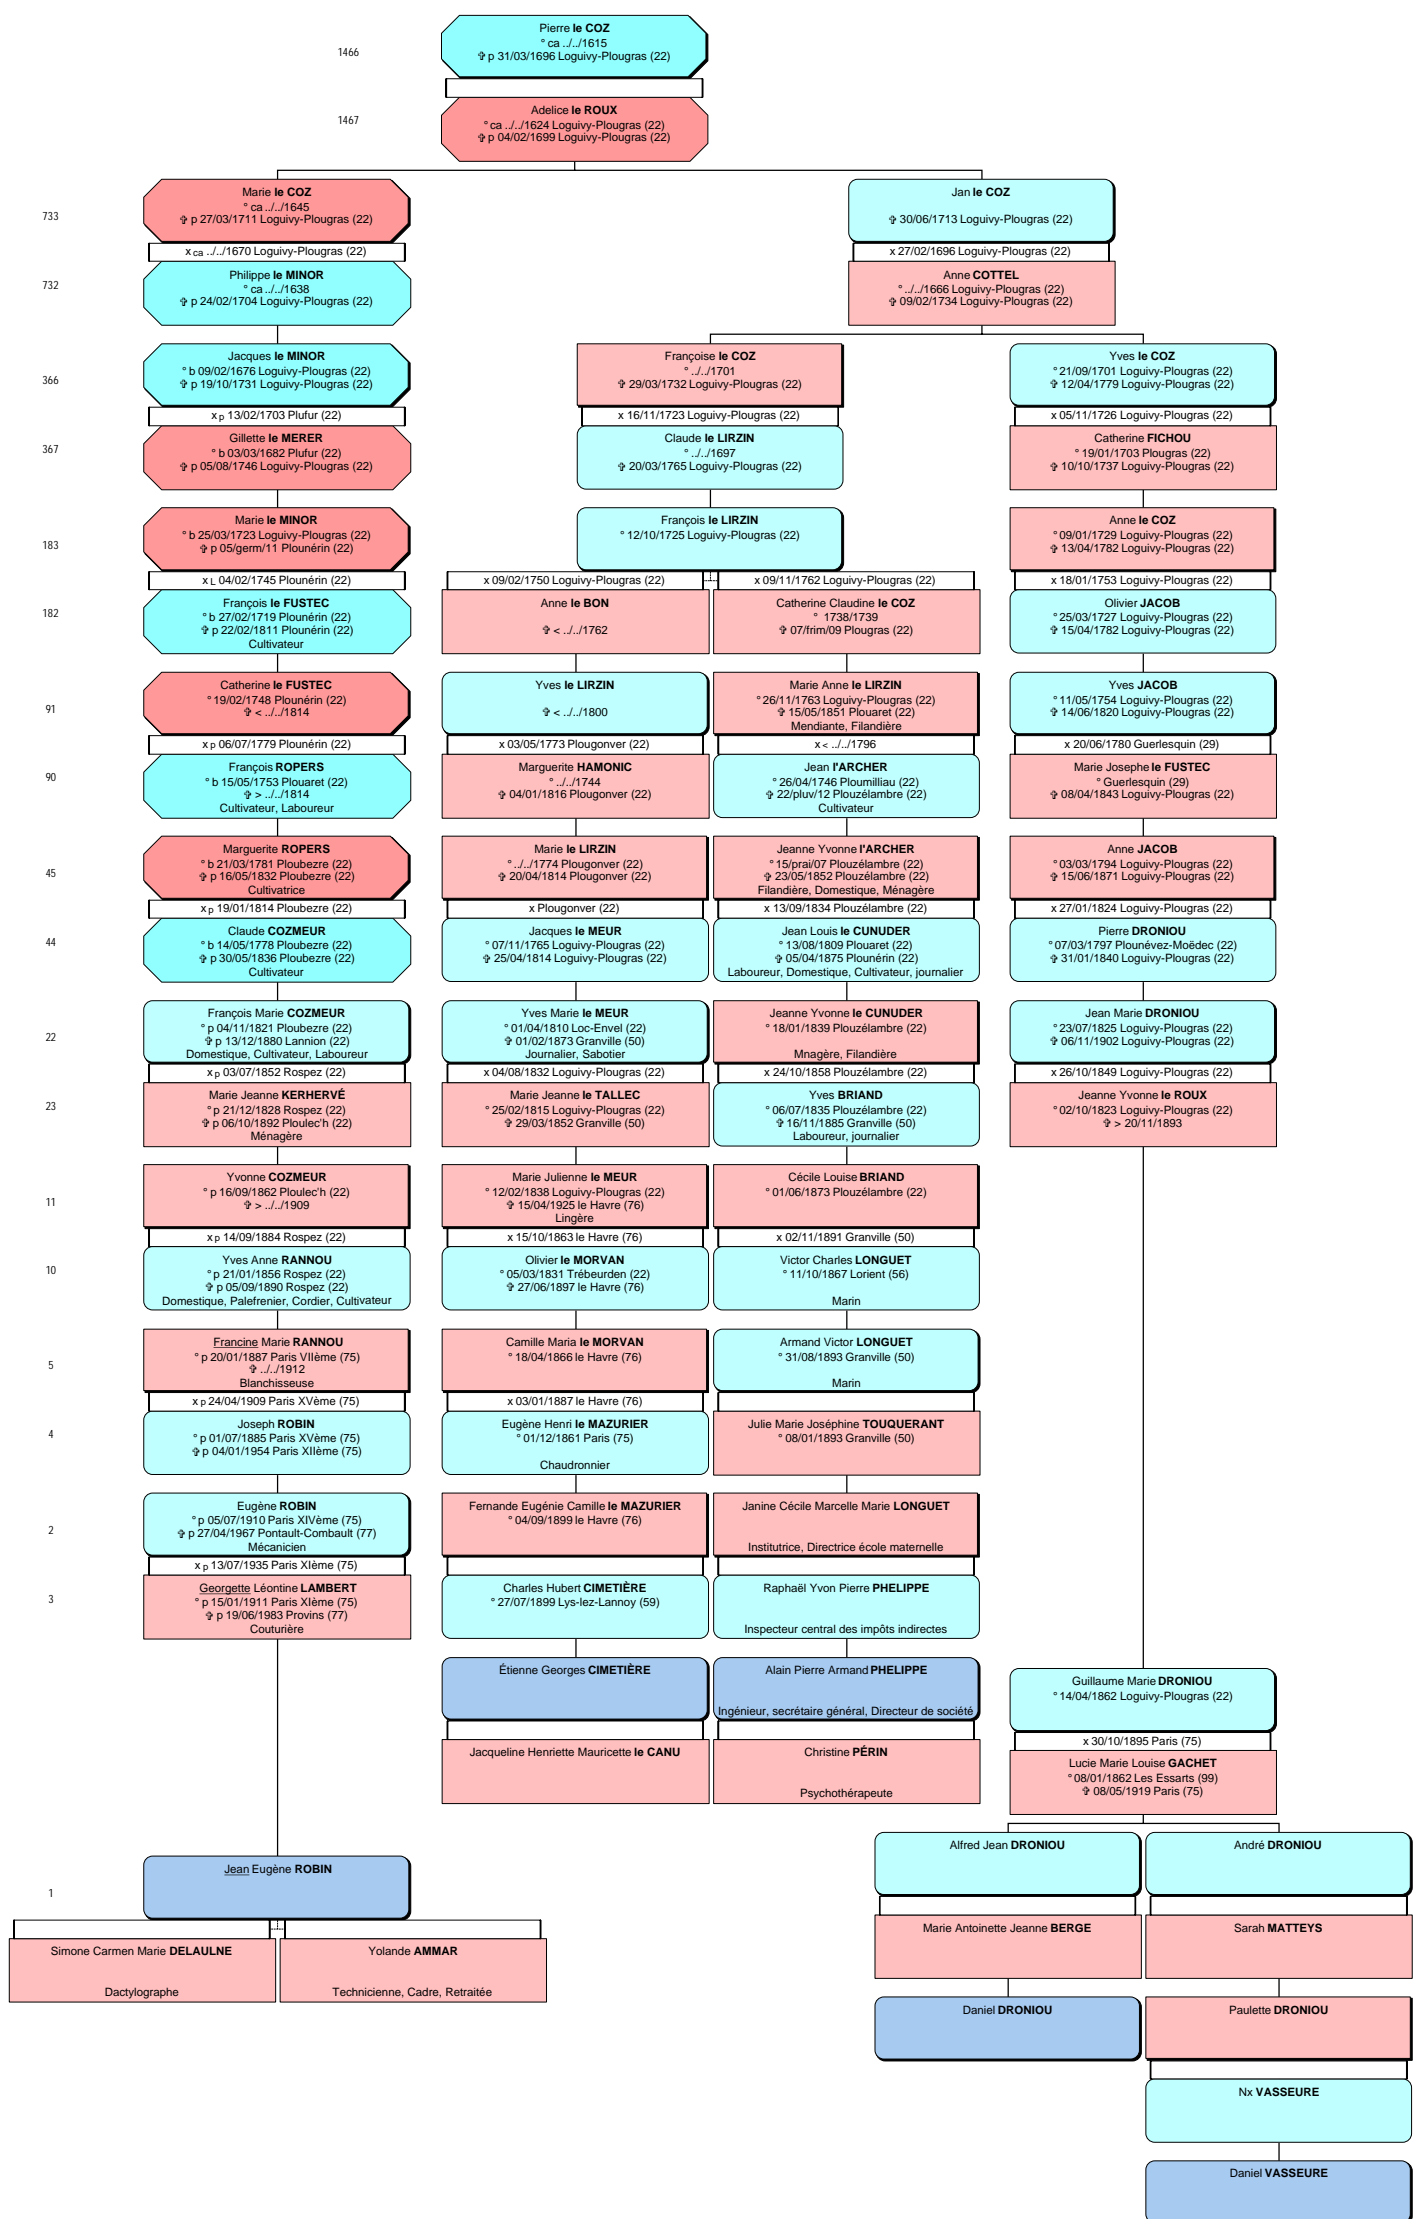 1466
Pierre le COZ
° ca ../../1615
✞ p 31/03/1696 Loguivy-Plougras (22)
1467
Adelice le ROUX
° ca ../../1624 Loguivy-Plougras (22)
✞ p 04/02/1699 Loguivy-Plougras (22)
733
Marie le COZ
° ca ../../1645
✞ p 27/03/1711 Loguivy-Plougras (22)
x ca ../../1670 Loguivy-Plougras (22)
Jan le COZ
✞ 30/06/1713 Loguivy-Plougras (22)
x 27/02/1696 Loguivy-Plougras (22)
732
Philippe le MINOR
° ca ../../1638
✞ p 24/02/1704 Loguivy-Plougras (22)
Anne COTTEL
° ../../1666 Loguivy-Plougras (22)
✞ 09/02/1734 Loguivy-Plougras (22)
366
Jacques le MINOR
° b 09/02/1676 Loguivy-Plougras (22)
✞ p 19/10/1731 Loguivy-Plougras (22)
x p 13/02/1703 Plufur (22)
Françoise le COZ
° ../../1701
✞ 29/03/1732 Loguivy-Plougras (22)
x 16/11/1723 Loguivy-Plougras (22)
Yves le COZ
° 21/09/1701 Loguivy-Plougras (22)
✞ 12/04/1779 Loguivy-Plougras (22)
x 05/11/1726 Loguivy-Plougras (22)
367
Gillette le MERER
° b 03/03/1682 Plufur (22)
✞ p 05/08/1746 Loguivy-Plougras (22)
Claude le LIRZIN
° ../../1697
✞ 20/03/1765 Loguivy-Plougras (22)
Catherine FICHOU
° 19/01/1703 Plougras (22)
✞ 10/10/1737 Loguivy-Plougras (22)
183
Marie le MINOR
° b 25/03/1723 Loguivy-Plougras (22)
✞ p 05/germ/11 Plounérin (22)
x L 04/02/1745 Plounérin (22)
François le LIRZIN
° 12/10/1725 Loguivy-Plougras (22)
x 09/02/1750 Loguivy-Plougras (22)
x 09/11/1762 Loguivy-Plougras (22)
Anne le COZ
° 09/01/1729 Loguivy-Plougras (22)
✞ 13/04/1782 Loguivy-Plougras (22)
x 18/01/1753 Loguivy-Plougras (22)
182
François le FUSTEC
° b 27/02/1719 Plounérin (22)
✞ p 22/02/1811 Plounérin (22)
Cultivateur
Anne le BON
✞ < ../../1762
Catherine Claudine le COZ
° 1738/1739
✞ 07/frim/09 Plougras (22)
Olivier JACOB
° 25/03/1727 Loguivy-Plougras (22)
✞ 15/04/1782 Loguivy-Plougras (22)
91
Catherine le FUSTEC
° 19/02/1748 Plounérin (22)
✞ < ../../1814
x p 06/07/1779 Plounérin (22)
Yves le LIRZIN
✞ < ../../1800
x 03/05/1773 Plougonver (22)
Marie Anne le LIRZIN
° 26/11/1763 Loguivy-Plougras (22)
✞ 15/05/1851 Plouaret (22)
Mendiante, Filandière
x < ../../1796
Yves JACOB
° 11/05/1754 Loguivy-Plougras (22)
✞ 14/06/1820 Loguivy-Plougras (22)
x 20/06/1780 Guerlesquin (29)
90
François ROPERS
° b 15/05/1753 Plouaret (22)
✞ > ../../1814
Cultivateur, Laboureur
Marguerite HAMONIC
° ../../1744
✞ 04/01/1816 Plougonver (22)
Jean l'ARCHER
° 26/04/1746 Ploumilliau (22)
✞ 22/pluv/12 Plouzélambre (22)
Cultivateur
Marie Josephe le FUSTEC
° Guerlesquin (29)
✞ 08/04/1843 Loguivy-Plougras (22)
45
Marguerite ROPERS
° b 21/03/1781 Ploubezre (22)
✞ p 16/05/1832 Ploubezre (22)
Cultivatrice
x p 19/01/1814 Ploubezre (22)
Marie le LIRZIN
° ../../1774 Plougonver (22)
✞ 20/04/1814 Plougonver (22)
x Plougonver (22)
Jeanne Yvonne l'ARCHER
° 15/prai/07 Plouzélambre (22)
✞ 23/05/1852 Plouzélambre (22)
Filandière, Domestique, Ménagère
x 13/09/1834 Plouzélambre (22)
Anne JACOB
° 03/03/1794 Loguivy-Plougras (22)
✞ 15/06/1871 Loguivy-Plougras (22)
x 27/01/1824 Loguivy-Plougras (22)
44
Claude COZMEUR
° b 14/05/1778 Ploubezre (22)
✞ p 30/05/1836 Ploubezre (22)
Cultivateur
Jacques le MEUR
° 07/11/1765 Loguivy-Plougras (22)
✞ 25/04/1814 Loguivy-Plougras (22)
Jean Louis le CUNUDER
° 13/08/1809 Plouaret (22)
✞ 05/04/1875 Plounérin (22)
Laboureur, Domestique, Cultivateur, journalier
Pierre DRONIOU
° 07/03/1797 Plounévez-Moëdec (22)
✞ 31/01/1840 Loguivy-Plougras (22)
22
François Marie COZMEUR
° p 04/11/1821 Ploubezre (22)
✞ p 13/12/1880 Lannion (22)
Domestique, Cultivateur, Laboureur
x p 03/07/1852 Rospez (22)
Yves Marie le MEUR
° 01/04/1810 Loc-Envel (22)
✞ 01/02/1873 Granville (50)
Journalier, Sabotier
x 04/08/1832 Loguivy-Plougras (22)
Jeanne Yvonne le CUNUDER
° 18/01/1839 Plouzélambre (22)
Mnagère, Filandière
x 24/10/1858 Plouzélambre (22)
Jean Marie DRONIOU
° 23/07/1825 Loguivy-Plougras (22)
✞ 06/11/1902 Loguivy-Plougras (22)
x 26/10/1849 Loguivy-Plougras (22)
23
Marie Jeanne KERHERVÉ
° p 21/12/1828 Rospez (22)
✞ p 06/10/1892 Ploulec'h (22)
Ménagère
Marie Jeanne le TALLEC
° 25/02/1815 Loguivy-Plougras (22)
✞ 29/03/1852 Granville (50)
Yves BRIAND
° 06/07/1835 Plouzélambre (22)
✞ 16/11/1885 Granville (50)
Laboureur, journalier
Jeanne Yvonne le ROUX
° 02/10/1823 Loguivy-Plougras (22)
✞ > 20/11/1893
11
Yvonne COZMEUR
° p 16/09/1862 Ploulec'h (22)
✞ > ../../1909
x p 14/09/1884 Rospez (22)
Marie Julienne le MEUR
° 12/02/1838 Loguivy-Plougras (22)
✞ 15/04/1925 le Havre (76)
Lingère
x 15/10/1863 le Havre (76)
Cécile Louise BRIAND
° 01/06/1873 Plouzélambre (22)
x 02/11/1891 Granville (50)
10
Yves Anne RANNOU
° p 21/01/1856 Rospez (22)
✞ p 05/09/1890 Rospez (22)
Domestique, Palefrenier, Cordier, Cultivateur
Olivier le MORVAN
° 05/03/1831 Trébeurden (22)
✞ 27/06/1897 le Havre (76)
Victor Charles LONGUET
° 11/10/1867 Lorient (56)
Marin
5
Francine Marie RANNOU
° p 20/01/1887 Paris VIIème (75)
✞ ../../1912
Blanchisseuse
x p 24/04/1909 Paris XVème (75)
Camille Maria le MORVAN
° 18/04/1866 le Havre (76)
x 03/01/1887 le Havre (76)
Armand Victor LONGUET
° 31/08/1893 Granville (50)
Marin
4
Joseph ROBIN
° p 01/07/1885 Paris XVème (75)
✞ p 04/01/1954 Paris XIIème (75)
Eugène Henri le MAZURIER
° 01/12/1861 Paris (75)
Chaudronnier
Julie Marie Joséphine TOUQUERANT
° 08/01/1893 Granville (50)
2
Eugène ROBIN
° p 05/07/1910 Paris XIVème (75)
✞ p 27/04/1967 Pontault-Combault (77)
Mécanicien
x p 13/07/1935 Paris XIème (75)
Fernande Eugénie Camille le MAZURIER
° 04/09/1899 le Havre (76)
Janine Cécile Marcelle Marie LONGUET
Institutrice, Directrice école maternelle
3
Georgette Léontine LAMBERT
° p 15/01/1911 Paris XIème (75)
✞ p 19/06/1983 Provins (77)
Couturière
Charles Hubert CIMETIÈRE
° 27/07/1899 Lys-lez-Lannoy (59)
Raphaël Yvon Pierre PHELIPPE
Inspecteur central des impôts indirectes
Étienne Georges CIMETIÈRE
Alain Pierre Armand PHELIPPE
Ingénieur, secrétaire général, Directeur de société
Guillaume Marie DRONIOU
° 14/04/1862 Loguivy-Plougras (22)
x 30/10/1895 Paris (75)
Jacqueline Henriette Mauricette le CANU
Christine PÉRIN
Psychothérapeute
Lucie Marie Louise GACHET
° 08/01/1862 Les Essarts (99)
✞ 08/05/1919 Paris (75)
Alfred Jean DRONIOU
André DRONIOU
1
Jean Eugène ROBIN
Marie Antoinette Jeanne BERGE
Sarah MATTEYS
Simone Carmen Marie DELAULNE
Dactylographe
Yolande AMMAR
Technicienne, Cadre, Retraitée
Daniel DRONIOU
Paulette DRONIOU
Nx VASSEURE
Daniel VASSEURE